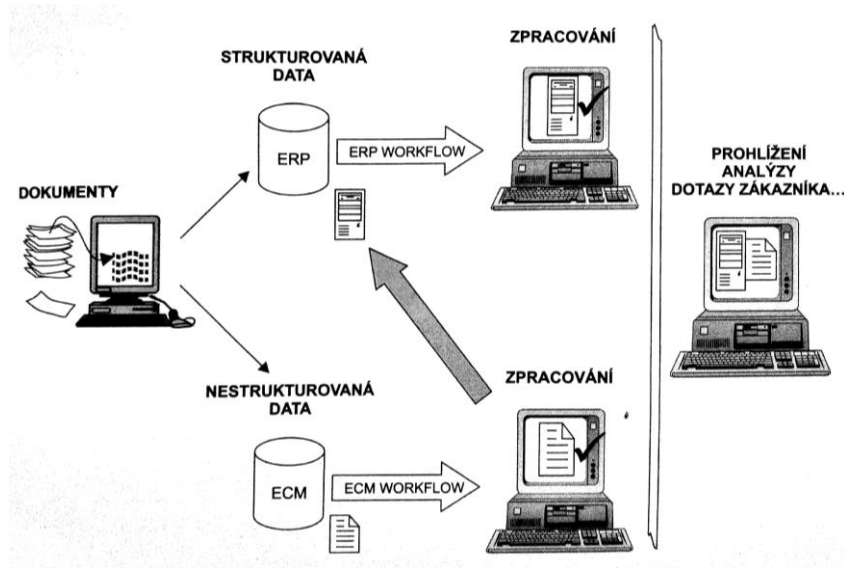 STRUKTUROVANÁ
DATA
ZPRACOVÁNÍ
ERP
ERP WORKFLOW
DOKUMENTY
PROHLÍŽENÍ
ANALÝZY
DOTAZY ZÁKAZNÍKA...
NESTRUKTUROVANÁ
DATA
ZPRACOVÁNÍ
ECM
ECM WORKFLOW